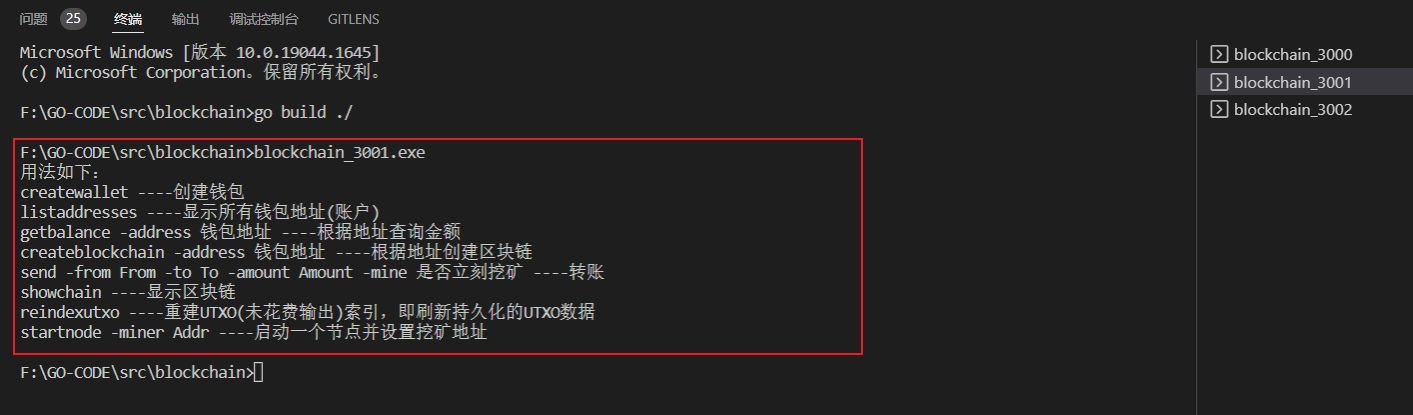 问题 25 终端 输出 调试控制台 GITLENS
Microsoft Windows [版本 10.0.19044.1645]
(c) Microsoft Corporation。保留所有权利。
F:\GO-CODE\src\blockchain>go build ./
F:\GO-CODE\src\blockchain>blockchain_3001.exe
用法如下:
createwallet ----创建钱包
listaddresses ----显示所有钱包地址(账户)
getbalance -address 钱包地址 ----根据地址查询金额
createblockchain -address 钱包地址 ----根据地址创建区块链
send -from From -to To -amount Amount -mine 是否立刻挖矿 ----转账
showchain ----显示区块链
reindexutxo ----重建UTXO(未花费输出)索引，即刷新持久化的UTXO数据
startnode -miner Addr ----启动一个节点并设置挖矿地址
F:\GO-CODE\src\blockchain>
blockchain_3000
blockchain_3001
blockchain_3002